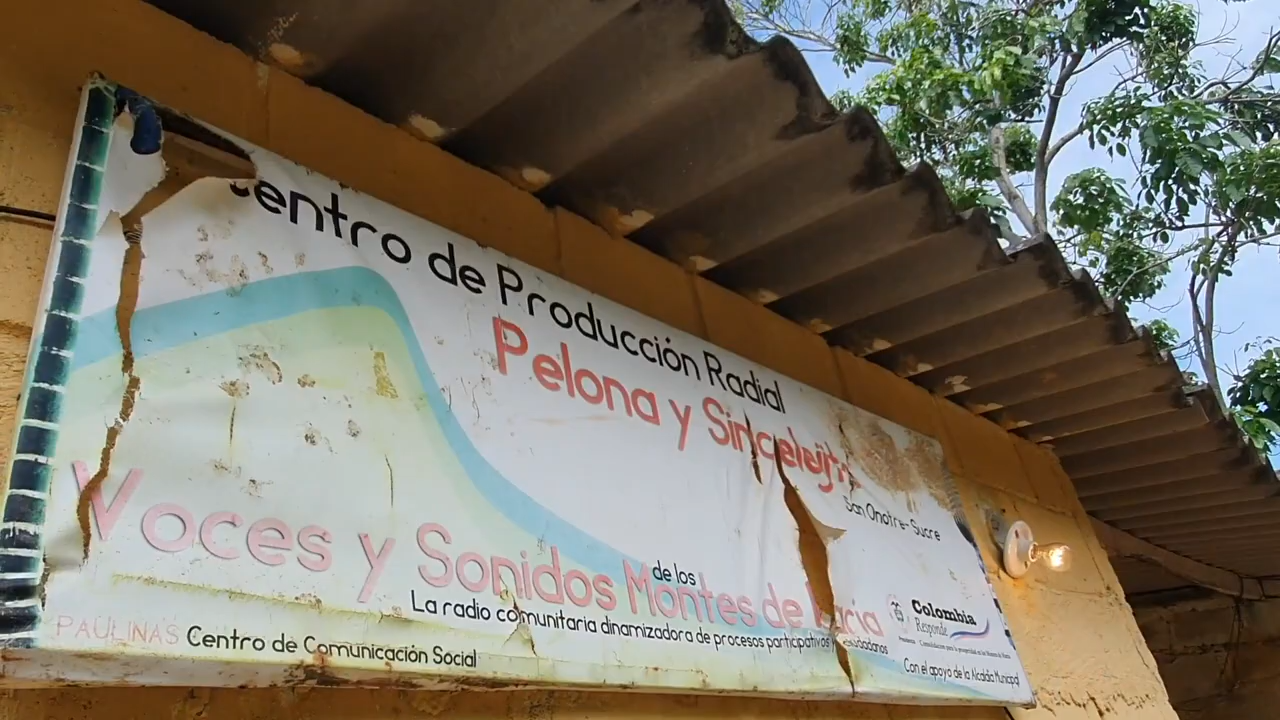 Centro de Producción Radial
Pelona y Sincelejito
San Onofre-Sucre
Voces y Sonidos de los Montes de María
La radio comunitaria dinamizadora de procesos participativos y ciudadanos
PAULINAS Centro de Comunicación Social
Colombia
Responde
Con el apoyo de la Alcaldía Municipal